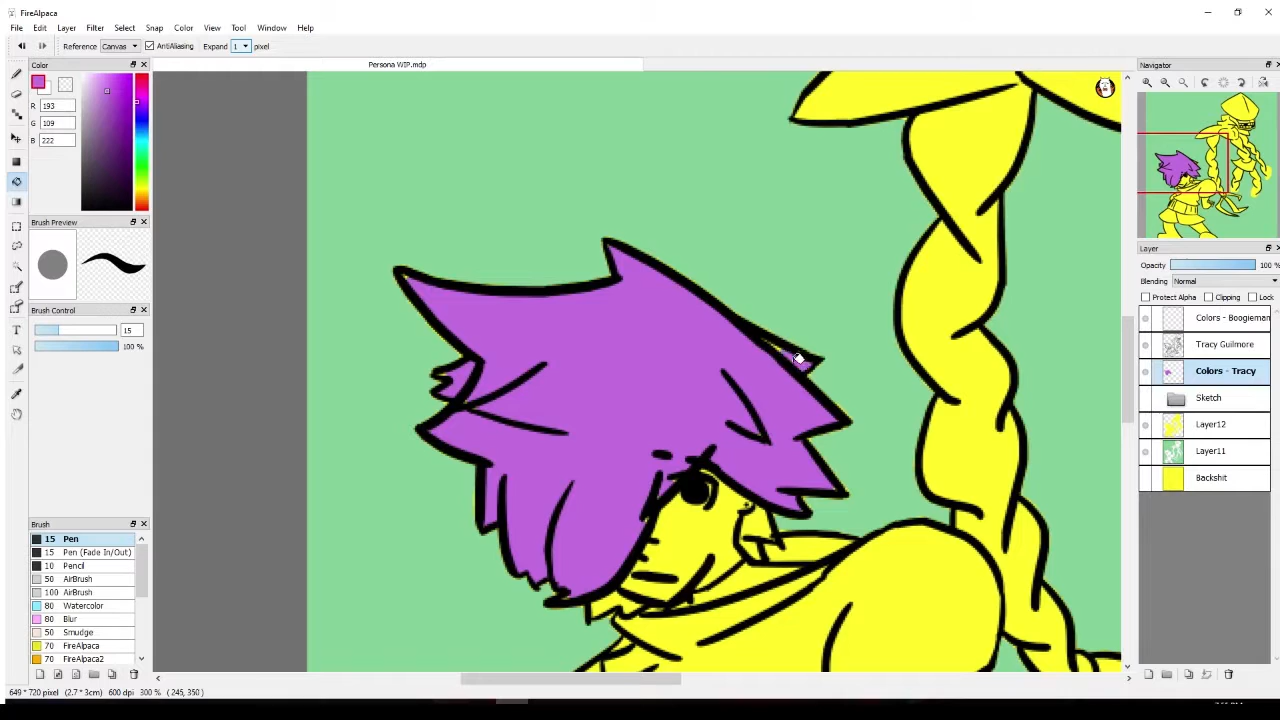 FireAlpaca
File Edit Layer Filter Select Snap Color View Tool Window Help
Reference Canvas AntiAliasing Expand 1 pixel
Color Persona WIP.mdp Navigator
R 193
G 109
B 222
Brush Preview
Layer
Opacity 100 %
Blending Normal
Protect Alpha Clipping Lock
Brush Control
15
100 %
Colors - Boogieman
Tracy Guilmore
Colors - Tracy
Sketch
Layer12
Layer11
Backshit
Brush
15 Pen
15 Pen (Fade In/Out)
10 Pencil
50 AirBrush
100 AirBrush
80 Watercolor
80 Blur
50 Smudge
70 FireAlpaca
70 FireAlpaca2
649 * 720 pixel (2.7 * 3.0cm) 600 dpi 300 % ( 245, 350 )